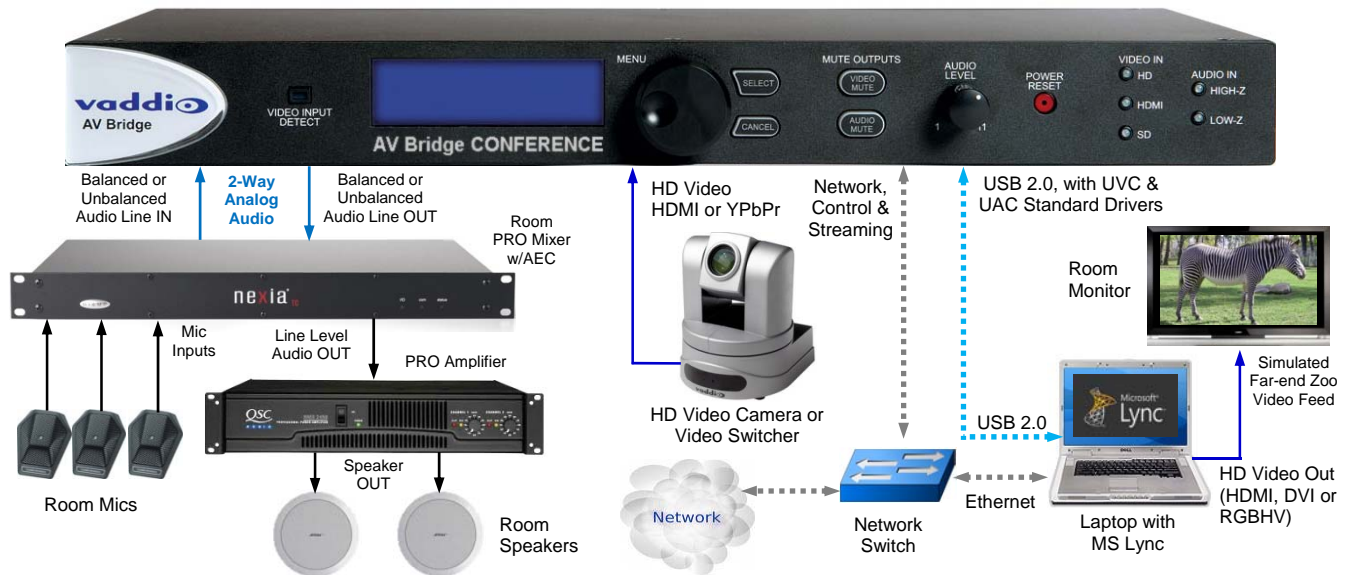 vaddio
AV Bridge
VIDEO INPUT
DETECT
AV Bridge CONFERENCE
MENU
SELECT
CANCEL
MUTE OUTPUTS
VIDEO
MUTE
AUDIO
MUTE
AUDIO
LEVEL
POWER
RESET
VIDEO IN
HD
HDMI
SD
AUDIO IN
HIGH-Z
LOW-Z
Balanced or
Unbalanced
Audio Line IN
2-Way
Analog
Audio
Balanced or
Unbalanced
Audio Line OUT
Room
PRO Mixer
w/AEC
HD Video
HDMI or YPbPr
Network,
Control &
Streaming
USB 2.0, with UVC &
UAC Standard Drivers
Room
Monitor
nexia
Mic
Inputs
Line Level
Audio OUT
PRO Amplifier
QSC
AUDIO
vaddio
HD Video Camera or
Video Switcher
Simulated
Far-end Zoo
Video Feed
Microsoft
Lync
DELL
USB 2.0
Speaker
OUT
Room Mics
Room
Speakers
Network
Network
Switch
Ethernet
Laptop with
MS Lync
HD Video Out
(HDMI, DVI or
RGBHV)